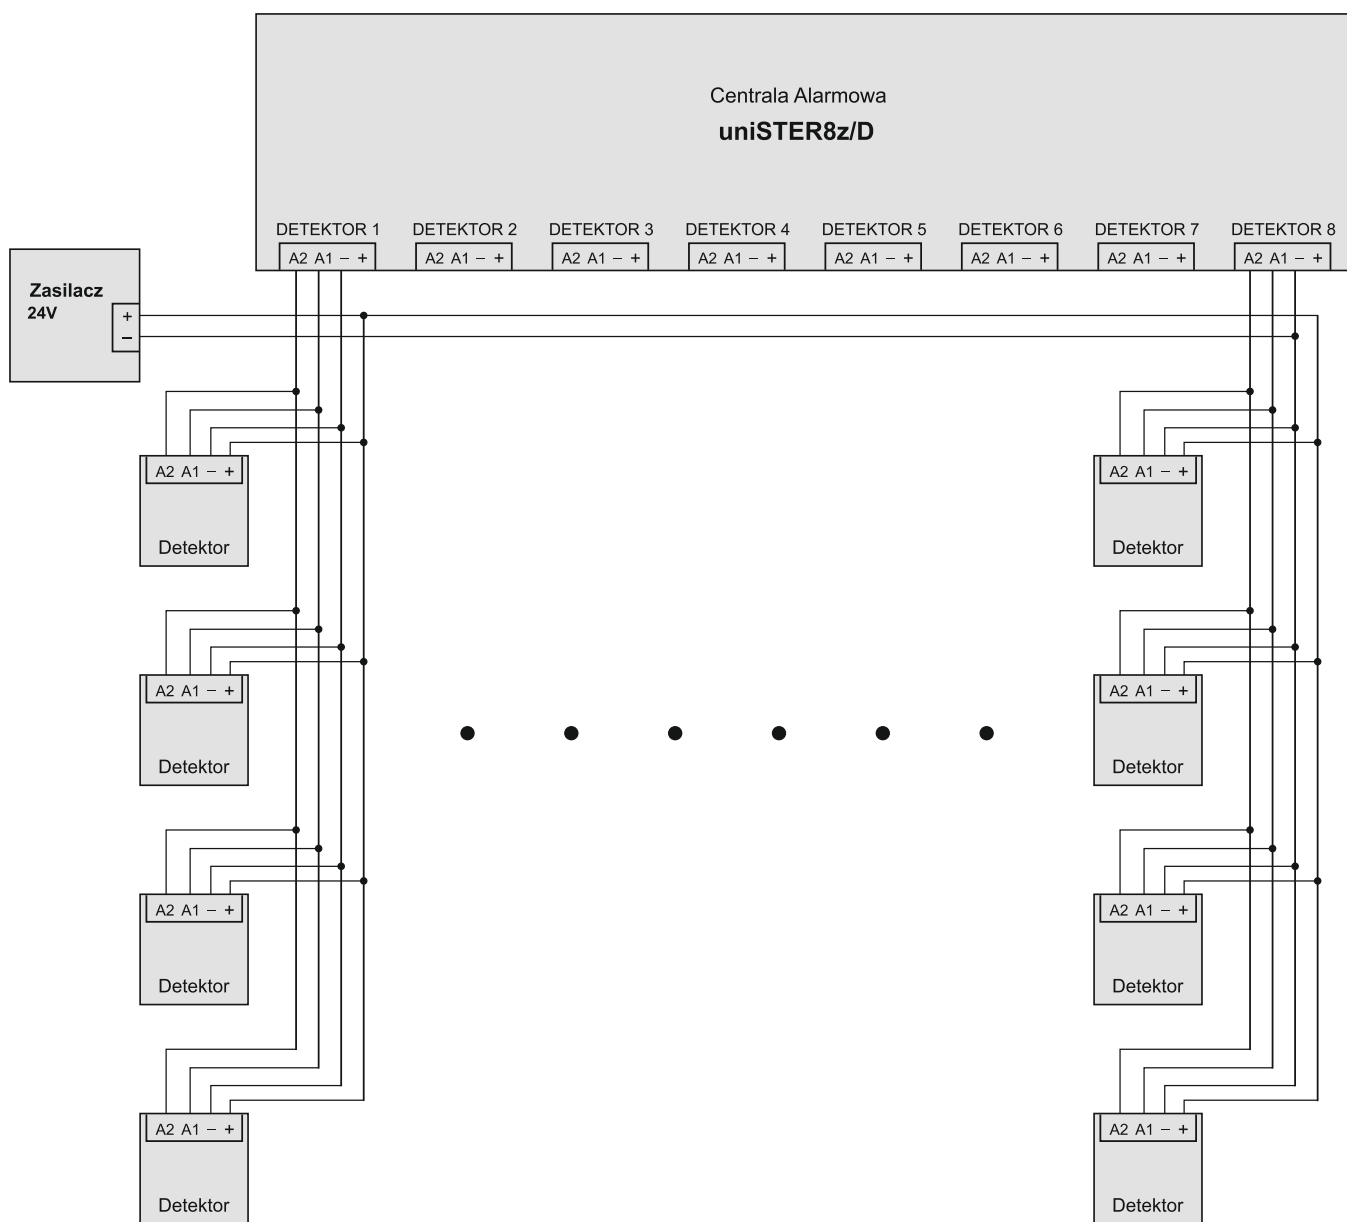 Centrala Alarmowa
uniSTER8z/D
DETEKTOR 1 DETEKTOR 2 DETEKTOR 3 DETEKTOR 4 DETEKTOR 5 DETEKTOR 6 DETEKTOR 7 DETEKTOR 8
A2 A1 − + A2 A1 − + A2 A1 − + A2 A1 − + A2 A1 − + A2 A1 − + A2 A1 − + A2 A1 − +
Zasilacz
24V
+
−
A2 A1 − +
Detektor
A2 A1 − +
Detektor
A2 A1 − +
Detektor
A2 A1 − +
Detektor
A2 A1 − +
Detektor
A2 A1 − +
Detektor
A2 A1 − +
Detektor
A2 A1 − +
Detektor